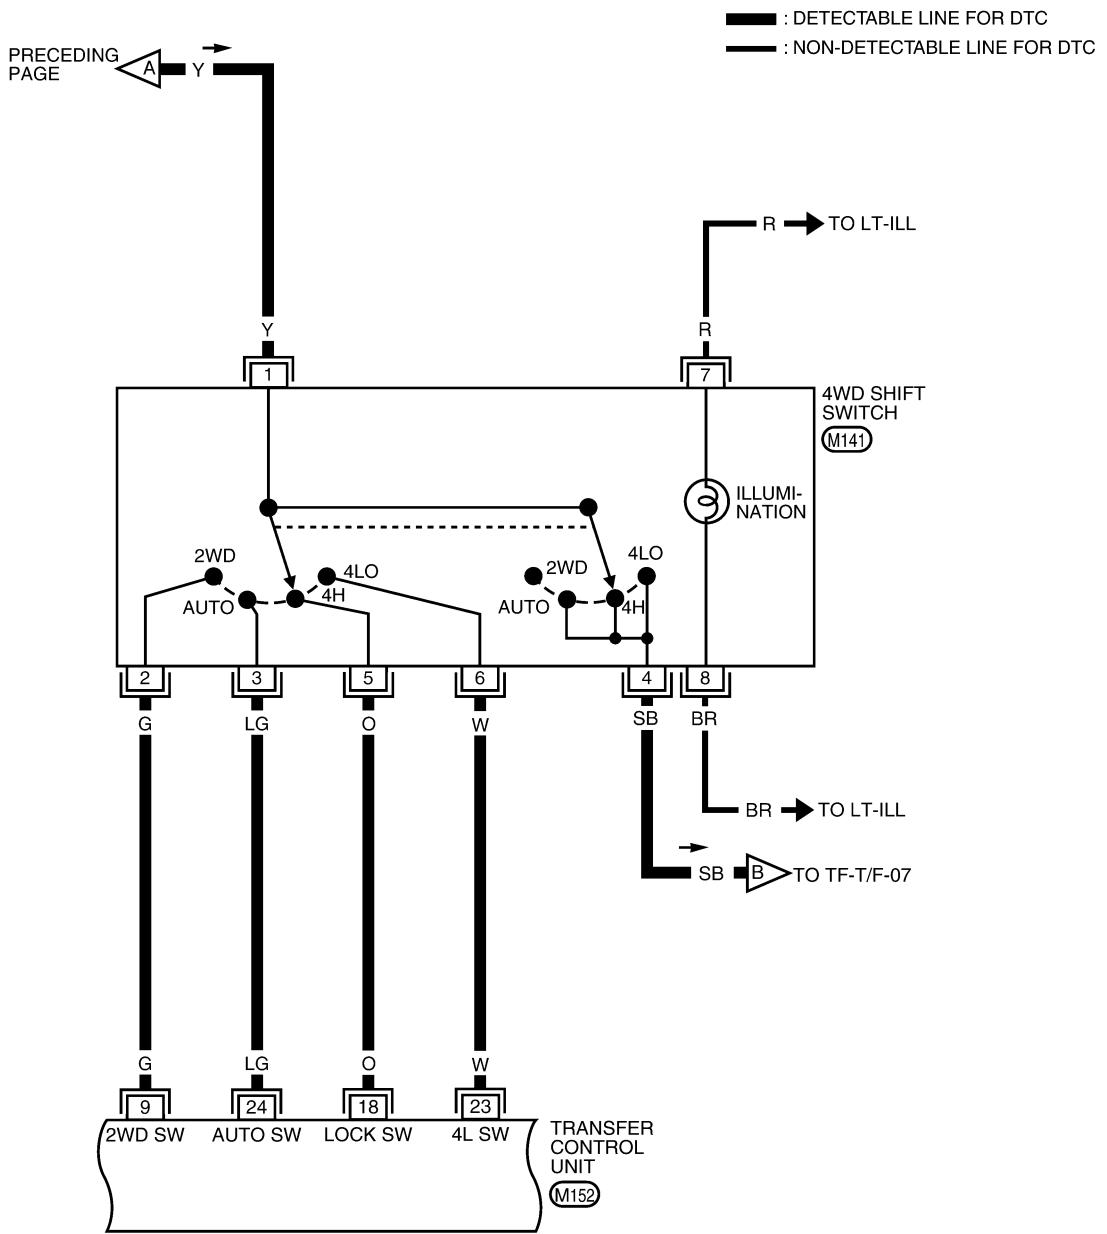 : DETECTABLE LINE FOR DTC
: NON-DETECTABLE LINE FOR DTC
PRECEDING
PAGE
A
Y
R
TO LT-ILL
Y
R
1
7
4WD SHIFT
SWITCH
M141
ILLUMI-
NATION
2WD
AUTO
4H
4LO
2WD
AUTO
4H
4LO
2
3
5
6
4
8
G
LG
O
W
SB
BR
BR
TO LT-ILL
SB
B
TO TF-T/F-07
G
LG
O
W
9
24
18
23
2WD SW
AUTO SW
LOCK SW
4L SW
TRANSFER
CONTROL
UNIT
M152